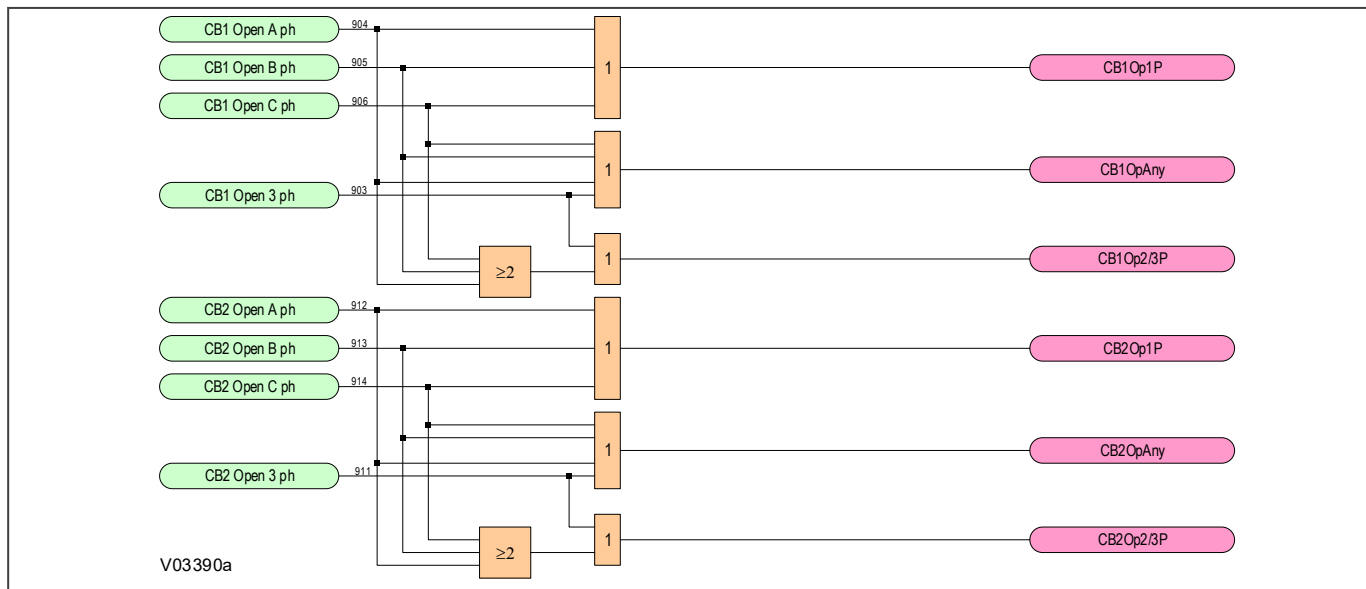 CB1 Open A ph 904
CB1 Open B ph 905 1 CB1Op1P
CB1 Open C ph 906
1 CB1OpAny
CB1 Open 3 ph 903
≥2 1 CB1Op2/3P
CB2 Open A ph 912
CB2 Open B ph 913 1 CB2Op1P
CB2 Open C ph 914
1 CB2OpAny
CB2 Open 3 ph 911
≥2 1 CB2Op2/3P
V03390a